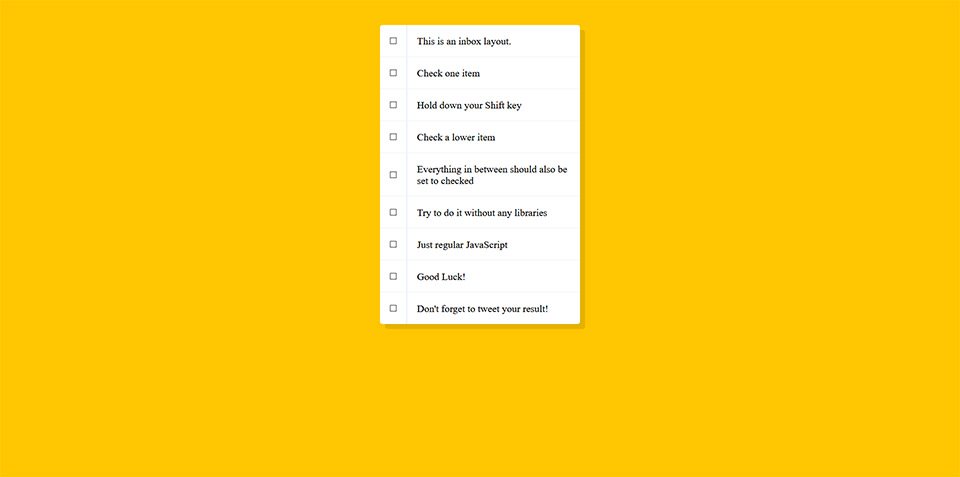 This is an inbox layout.
Check one item
Hold down your Shift key
Check a lower item
Everything in between should also be
set to checked
Try to do it without any libraries
Just regular JavaScript
Good Luck!
Don't forget to tweet your result!